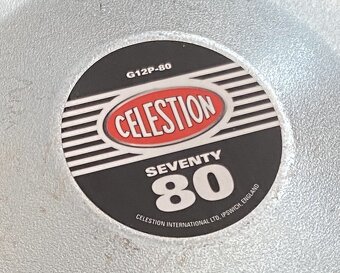 G12P-80
CELESTION
SEVENTY
80
CELESTION INTERNATIONAL LTD, IPSWICH, ENGLAND